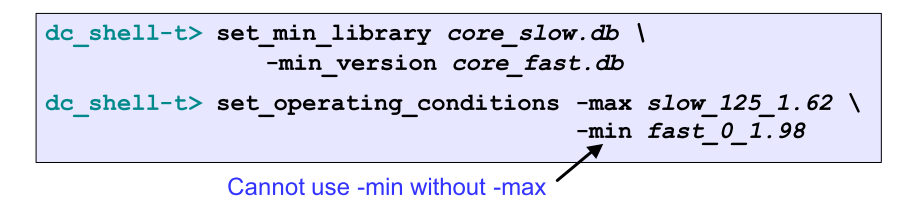 dc_shell-t> set_min_library core_slow.db \
-min_version core_fast.db
dc_shell-t> set_operating_conditions -max slow_125_1.62 \
-min fast_0_1.98
Cannot use -min without -max